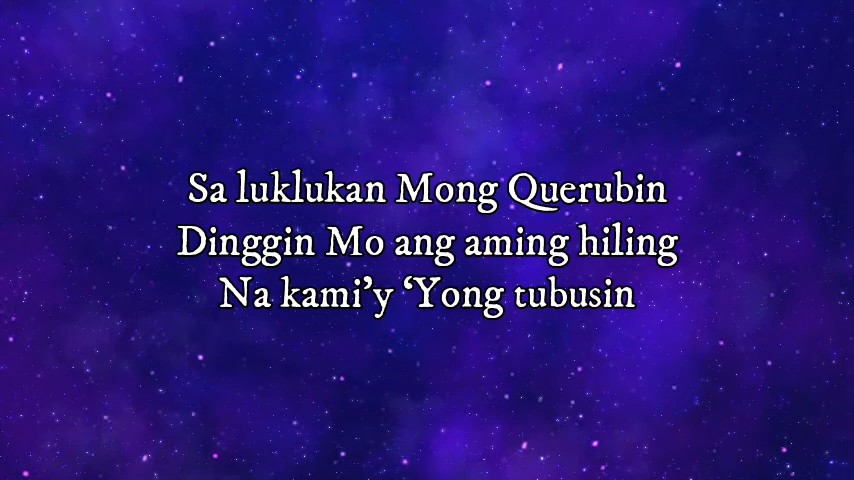 Sa luklukan Mong Querubin
Dinggin Mo ang aming hiling
Na kami’y ‘Yong tubusin